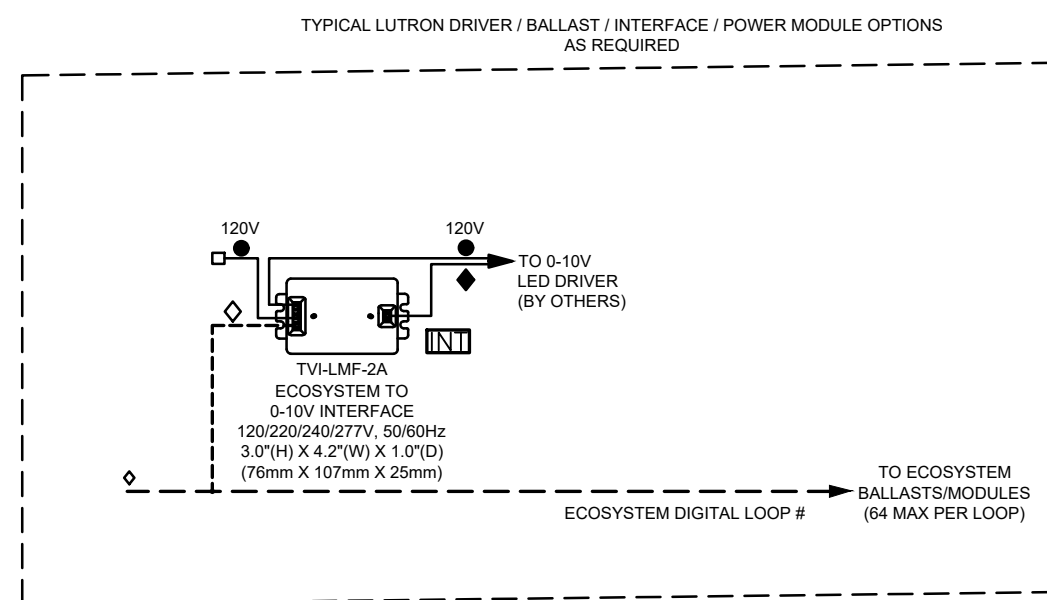 TYPICAL LUTRON DRIVER / BALLAST / INTERFACE / POWER MODULE OPTIONS
AS REQUIRED
120V
120V
TO 0-10V
LED DRIVER
(BY OTHERS)
INT
TVI-LMF-2A
ECOSYSTEM TO
0-10V INTERFACE
120/220/240/277V, 50/60Hz
3.0"(H) X 4.2"(W) X 1.0"(D)
(76mm X 107mm X 25mm)
TO ECOSYSTEM
BALLASTS/MODULES
(64 MAX PER LOOP)
ECOSYSTEM DIGITAL LOOP #